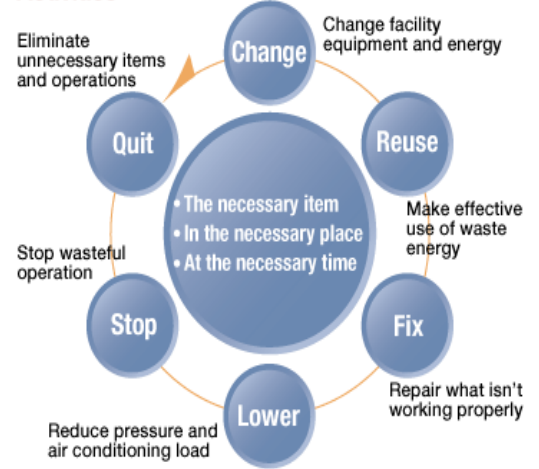 Change
Change facility
equipment and energy
Eliminate
unnecessary items
and operations
Quit
Reuse
• The necessary item
• In the necessary place
• At the necessary time
Make effective
use of waste
energy
Stop wasteful
operation
Stop
Fix
Repair what isn't
working properly
Lower
Reduce pressure and
air conditioning load